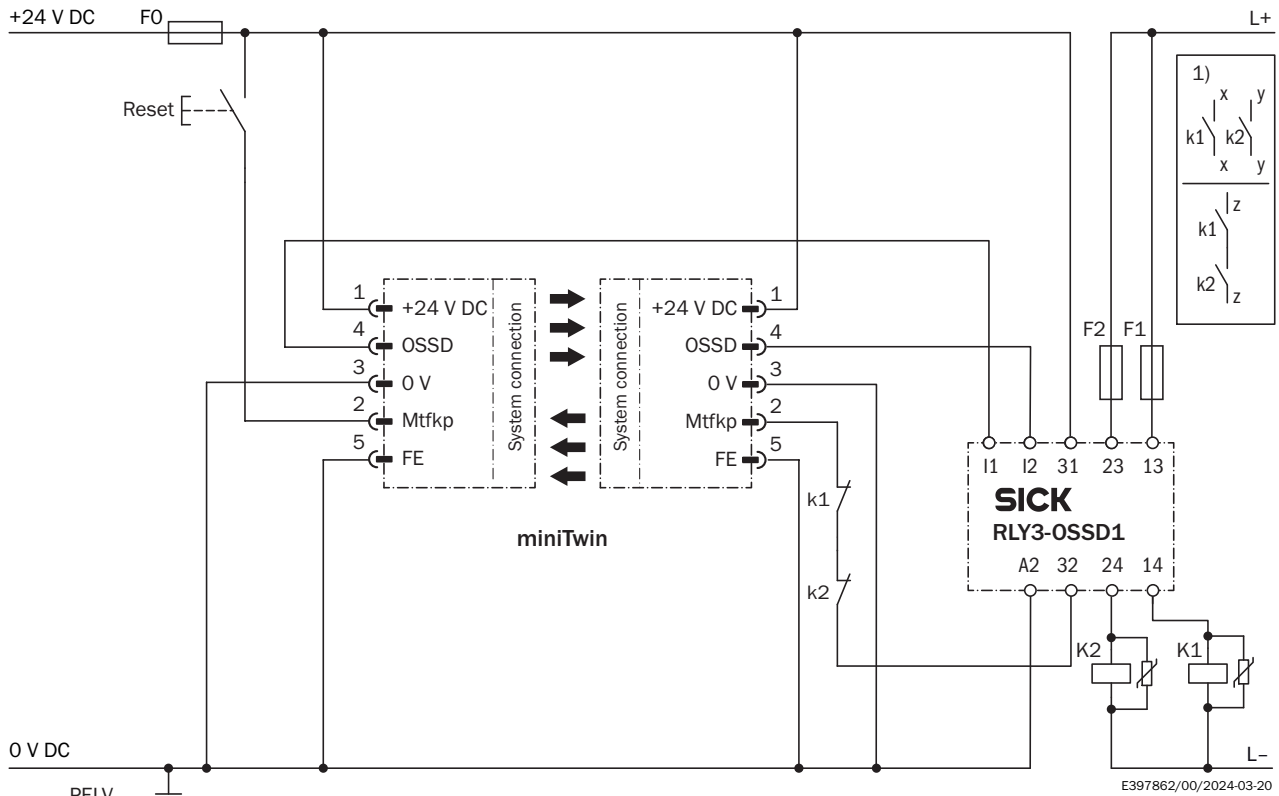 +24 V DC F0 L+
1)
x y
k1 k2
x y
z
k1
k2
z
Reset
F2 F1
1 +24 V DC
4 OSSD
3 0 V
2 Mtfkp
5 FE
System connection
System connection
+24 V DC 1
OSSD 4
0 V 3
Mtfkp 2
FE 5
miniTwin
k1
k2
I1 I2 31 23 13
SICK
RLY3-OSSD1
A2 32 24 14
K2 K1
0 V DC L–
PELV
E397862/00/2024-03-20